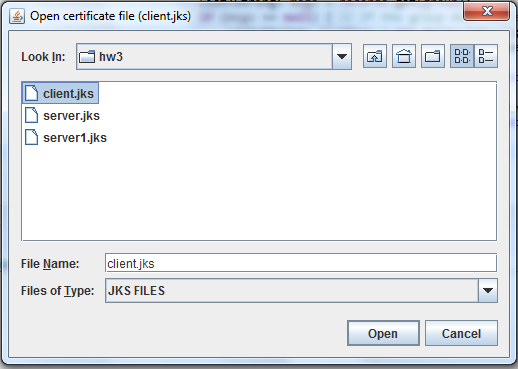 Open certificate file (client.jks)
Look In: hw3
client.jks
server.jks
server1.jks
File Name: client.jks
Files of Type: JKS FILES
Open Cancel